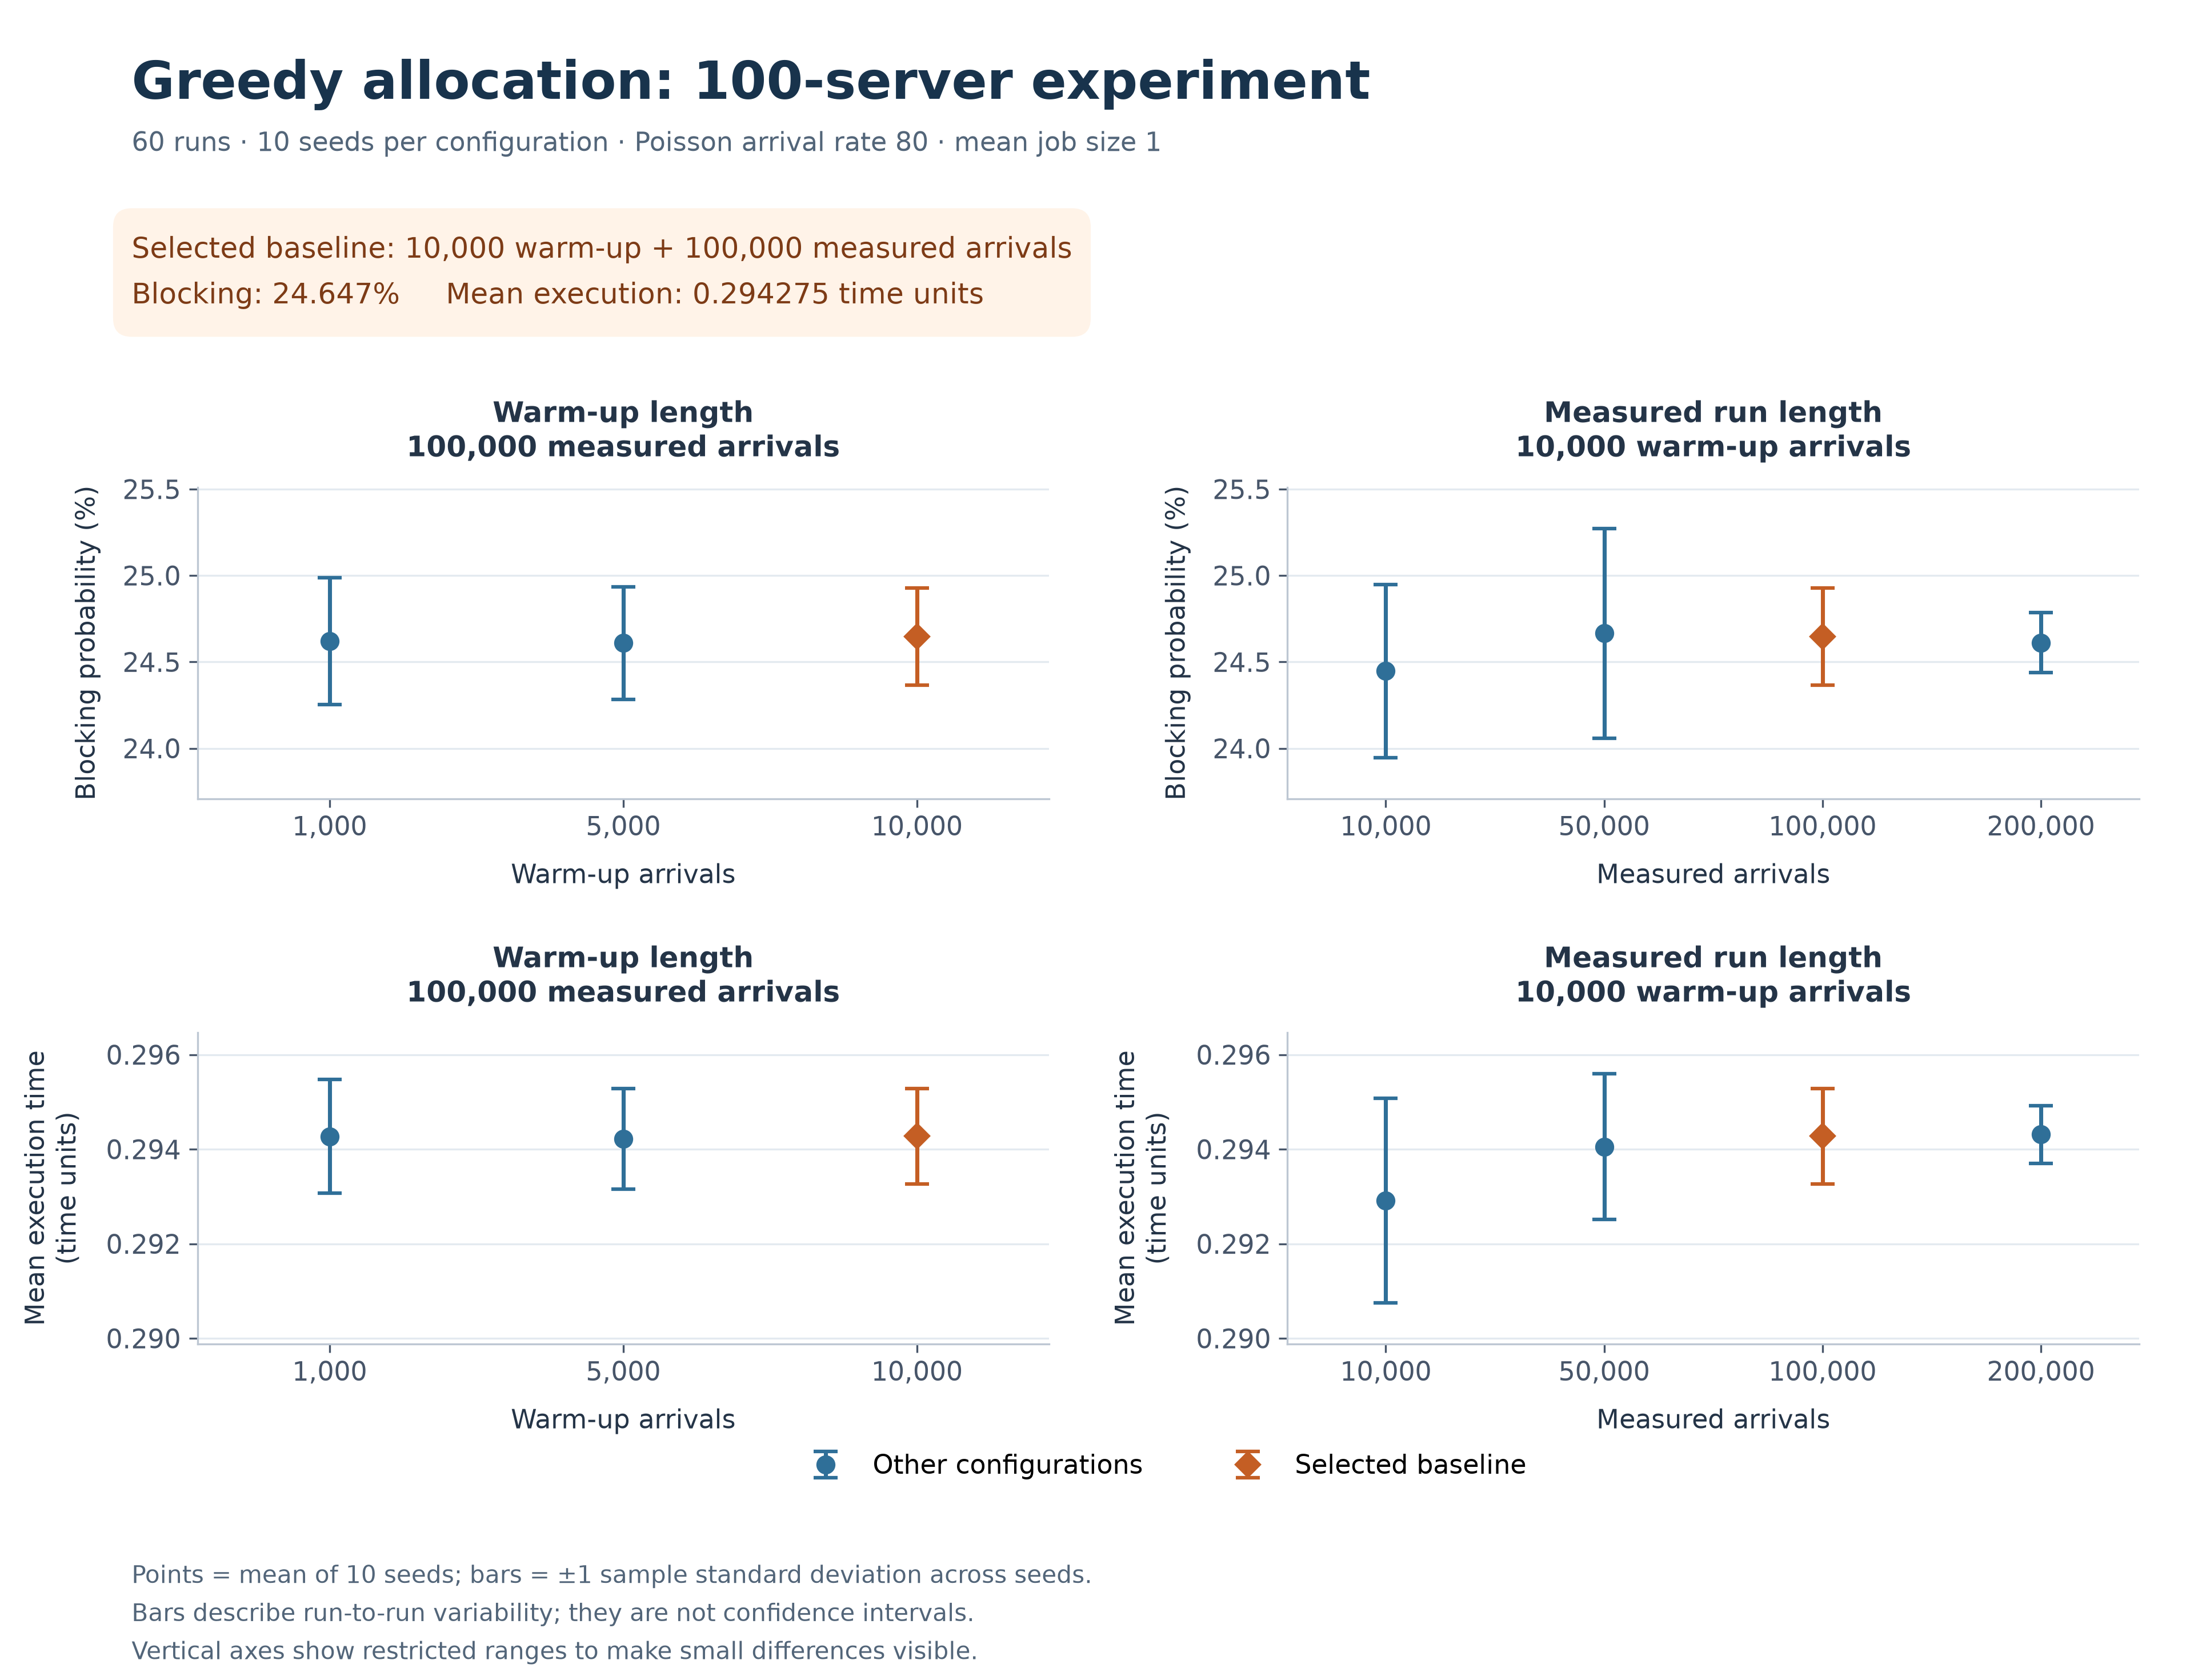 Greedy allocation: 100-server experiment
60 runs · 10 seeds per configuration · Poisson arrival rate 80 · mean job size 1
Selected baseline: 10,000 warm-up + 100,000 measured arrivals
Blocking: 24.647%     Mean execution: 0.294275 time units
Warm-up length
100,000 measured arrivals
Blocking probability (%)
25.5
25.0
24.5
24.0
1,000 5,000 10,000
Warm-up arrivals
Measured run length
10,000 warm-up arrivals
Blocking probability (%)
25.5
25.0
24.5
24.0
10,000 50,000 100,000 200,000
Measured arrivals
Warm-up length
100,000 measured arrivals
Mean execution time
(time units)
0.296
0.294
0.292
0.290
1,000 5,000 10,000
Warm-up arrivals
Measured run length
10,000 warm-up arrivals
Mean execution time
(time units)
0.296
0.294
0.292
0.290
10,000 50,000 100,000 200,000
Measured arrivals
Other configurations
Selected baseline
Points = mean of 10 seeds; bars = ±1 sample standard deviation across seeds.
Bars describe run-to-run variability; they are not confidence intervals.
Vertical axes show restricted ranges to make small differences visible.